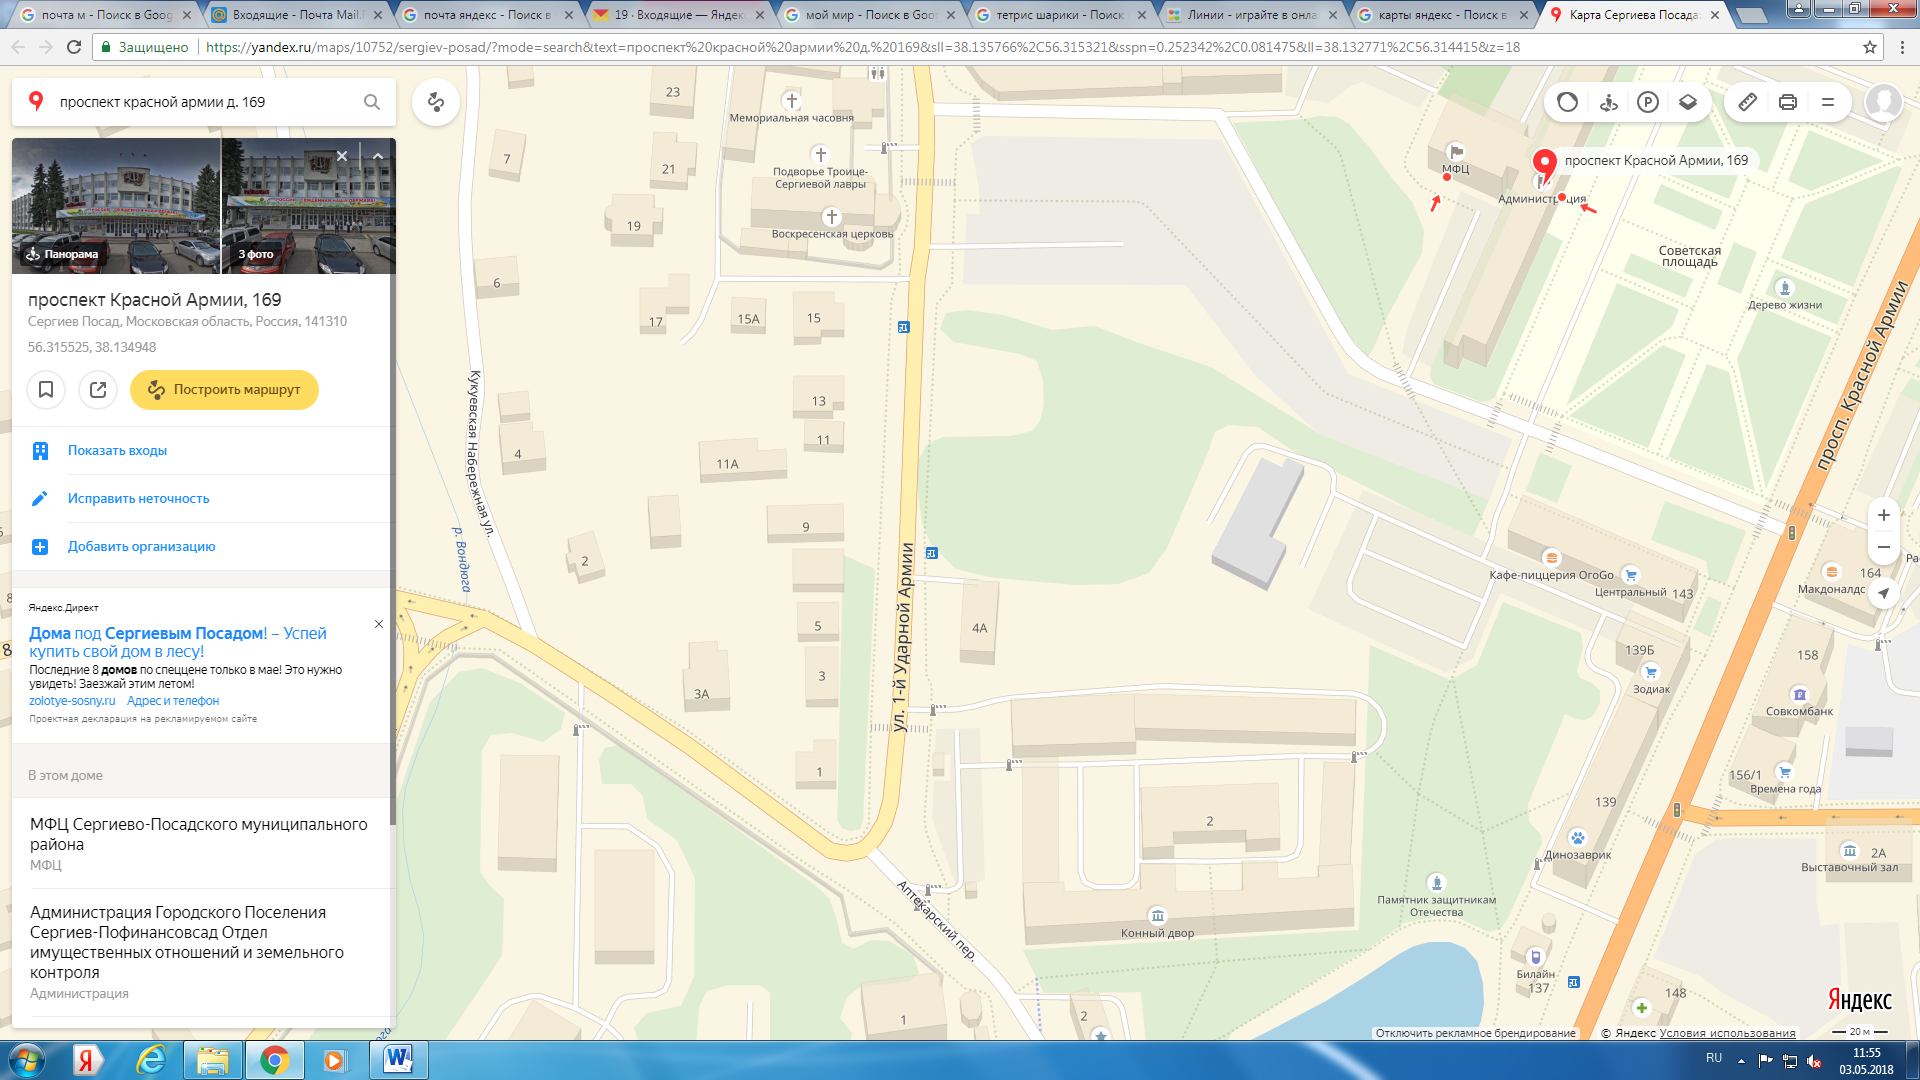 почта м - Поиск в Goog
Входящие - Почта Mail.R
почта яндекс - Поиск в
19 · Входящие — Яндекс
мой мир - Поиск в Goog
тетрис шарики - Поиск
Линии - играйте в онла
карты яндекс - Поиск в
Карта Сергиева Посада:
Защищено
https://yandex.ru/maps/10752/sergiev-posad/?mode=search&text=проспект%20красной%20армии%20д.%20169&sll=38.135766%2C56.315321&sspn=0.252342%2C0.081475&ll=38.132771%2C56.314415&z=18
проспект красной армии д. 169
Панорама
3 фото
проспект Красной Армии, 169
Сергиев Посад, Московская область, Россия, 141310
56.315525, 38.134948
Построить маршрут
Показать входы
Исправить неточность
Добавить организацию
Яндекс.Директ
Дома под Сергиевым Посадом! – Успей
купить свой дом в лесу!
Последние 8 домов по спеццене только в мае! Это нужно
увидеть! Заезжай этим летом!
zolotye-sosny.ru Адрес и телефон
Проектная декларация на рекламируемом сайте
В этом доме
МФЦ Сергиево-Посадского муниципального
района
МФЦ
Администрация Городского Поселения
Сергиев-Пофинансовсад Отдел
имущественных отношений и земельного
контроля
Администрация
23
Мемориальная часовня
7
21
Подворье Троице-
Сергиевой лавры
19
Воскресенская церковь
6
17
15А
15
13
11
4
11А
9
2
5
4А
3
3А
1
Кукуевская Набережная ул.
р. Вондюга
ул. 1-й Ударной Армии
Аптекарский пер.
МФЦ
проспект Красной Армии, 169
Администрация
Советская
площадь
Дерево жизни
просп. Красной Армии
P
Кафе-пиццерия OroGo
Центральный
143
164
Макдоналдс
139Б
Зодиак
158
Совкомбанк
156/1
Времена года
139
Динозаврик
2А
Выставочный зал
2
Конный двор
Памятник защитникам
Отечества
Билайн
137
148
1
2
Яндекс
Отключить рекламное брендирование
© Яндекс Условия использования
20 м
RU
11:55
03.05.2018